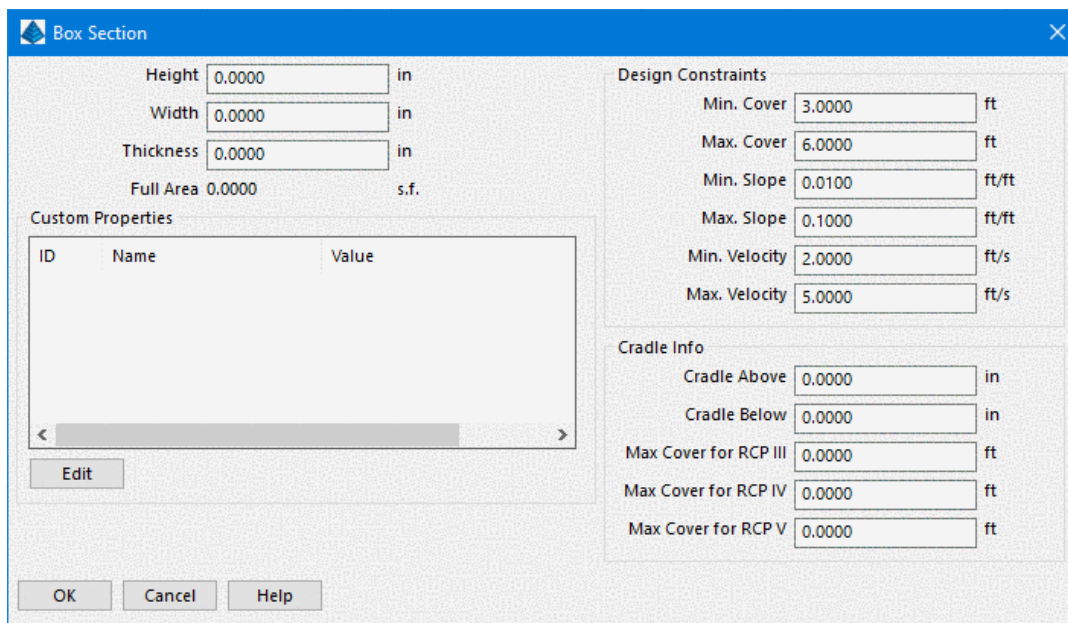 Box Section
Height 0.0000 in
Width 0.0000 in
Thickness 0.0000 in
Full Area 0.0000 s.f.
Custom Properties
ID Name Value
Edit
Design Constraints
Min. Cover 3.0000 ft
Max. Cover 6.0000 ft
Min. Slope 0.0100 ft/ft
Max. Slope 0.1000 ft/ft
Min. Velocity 2.0000 ft/s
Max. Velocity 5.0000 ft/s
Cradle Info
Cradle Above 0.0000 in
Cradle Below 0.0000 in
Max Cover for RCP III 0.0000 ft
Max Cover for RCP IV 0.0000 ft
Max Cover for RCP V 0.0000 ft
OK Cancel Help